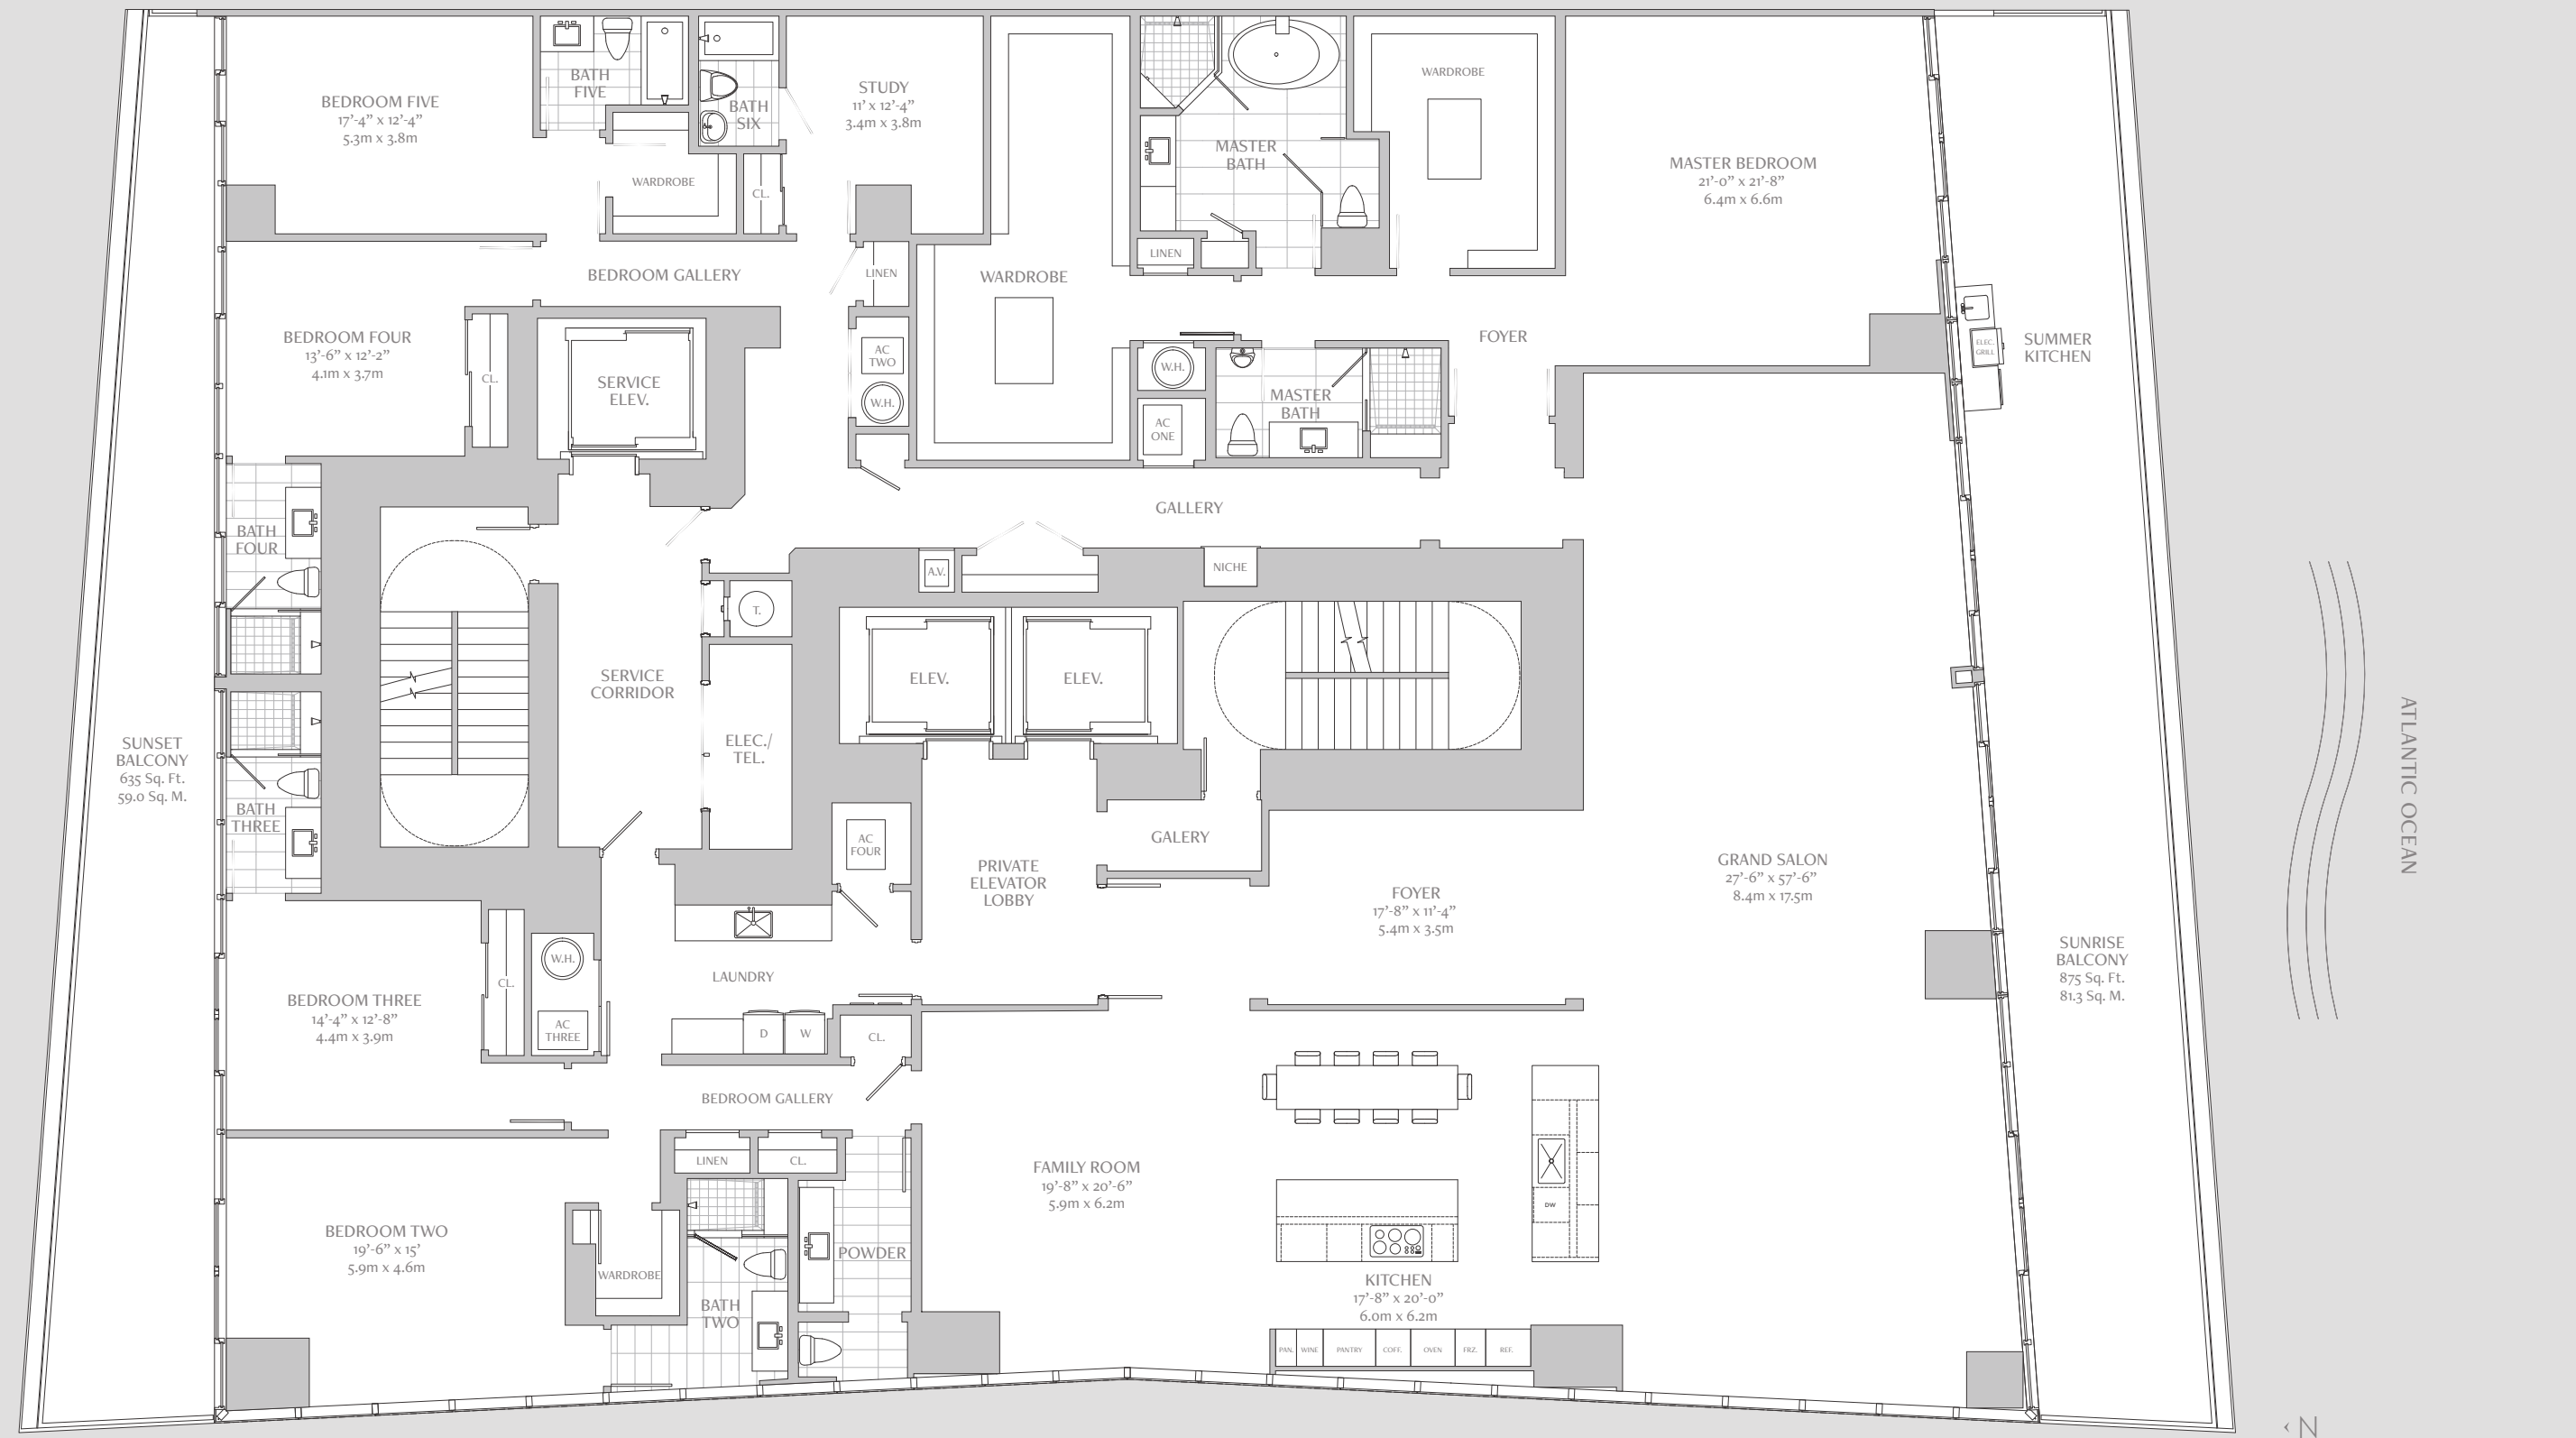 BATH
FIVE
BEDROOM FIVE
17'-4" x 12'-4"
5.3m x 3.8m
WARDROBE
BATH
SIX
CL.
STUDY
11' x 12'-4"
3.4m x 3.8m
MASTER
BATH
WARDROBE
MASTER BEDROOM
21'-0" x 21'-8"
6.4m x 6.6m
BEDROOM GALLERY
LINEN
WARDROBE
LINEN
FOYER
BEDROOM FOUR
13'-6" x 12'-2"
4.1m x 3.7m
CL.
SERVICE
ELEV.
AC
TWO
W.H.
W.H.
AC
ONE
MASTER
BATH
ELEC.
GRILL
SUMMER
KITCHEN
GALLERY
BATH
FOUR
A.V.
NICHE
T.
SERVICE
CORRIDOR
ELEV.
ELEV.
SUNSET
BALCONY
635 Sq. Ft.
59.0 Sq. M.
ELEC./
TEL.
BATH
THREE
AC
FOUR
GALERY
PRIVATE
ELEVATOR
LOBBY
FOYER
17'-8" x 11'-4"
5.4m x 3.5m
GRAND SALON
27'-6" x 57'-6"
8.4m x 17.5m
ATLANTIC OCEAN
SUNRISE
BALCONY
875 Sq. Ft.
81.3 Sq. M.
BEDROOM THREE
14'-4" x 12'-8"
4.4m x 3.9m
CL.
W.H.
AC
THREE
LAUNDRY
D
W
CL.
BEDROOM GALLERY
LINEN
CL.
FAMILY ROOM
19'-8" x 20'-6"
5.9m x 6.2m
DW
BEDROOM TWO
19'-6" x 15'
5.9m x 4.6m
WARDROBE
BATH
TWO
POWDER
KITCHEN
17'-8" x 20'-0"
6.0m x 6.2m
PAN.
WINE
PANTRY
COFF.
OVEN
FRZ.
REF.
N